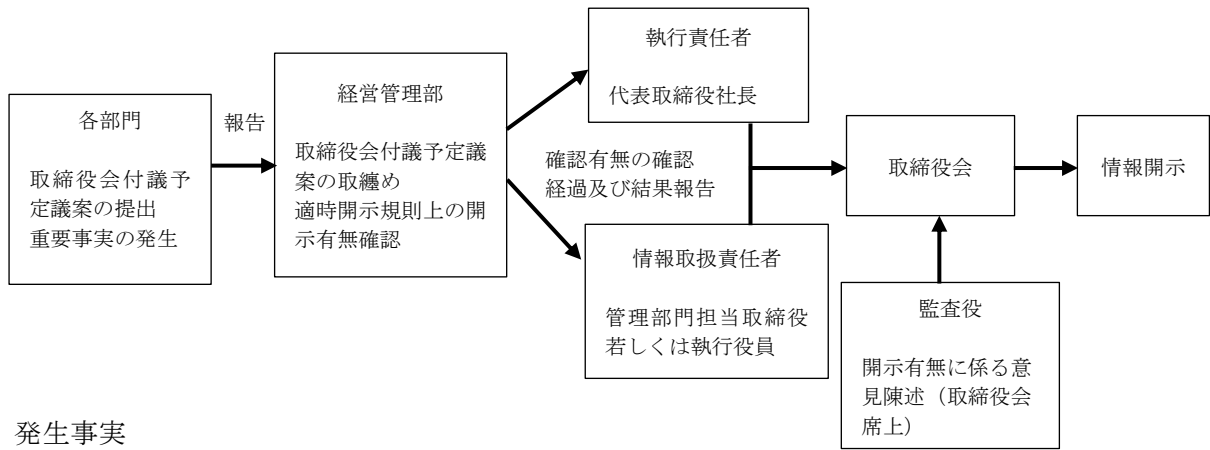 各部門
取締役会付議予
定議案の提出
重要事実の発生
報告
経営管理部
取締役会付議予定議
案の取纏め
適時開示規則上の開
示有無確認
執行責任者
代表取締役社長
確認有無の確認
経過及び結果報告
情報取扱責任者
管理部門担当取締役
若しくは執行役員
取締役会
情報開示
監査役
開示有無に係る意
見陳述（取締役会
席上）
発生事実